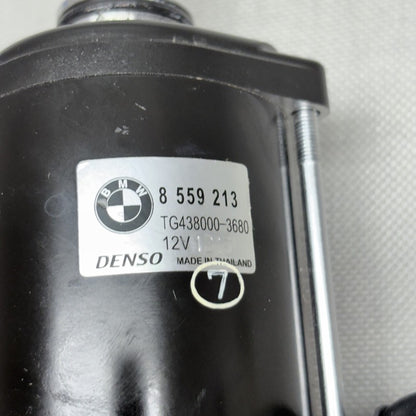 BMW
8 559 213
TG438000-3680
12V
DENSO MADE IN THAILAND
7